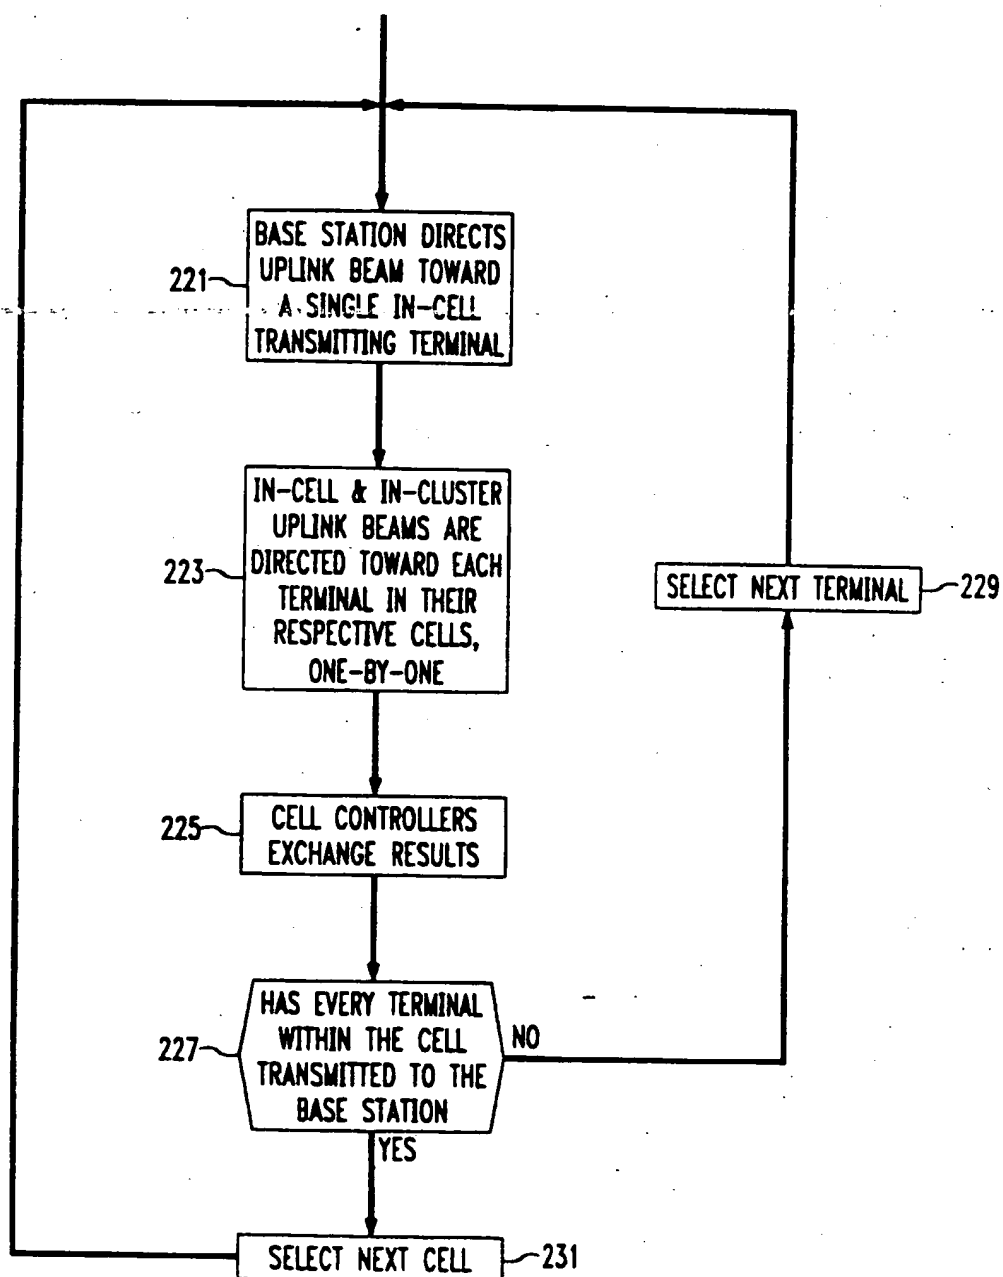 BASE STATION DIRECTS
UPLINK BEAM TOWARD
A SINGLE IN-CELL
TRANSMITTING TERMINAL
221
IN-CELL & IN-CLUSTER
UPLINK BEAMS ARE
DIRECTED TOWARD EACH
TERMINAL IN THEIR
RESPECTIVE CELLS,
ONE-BY-ONE
223
SELECT NEXT TERMINAL
229
CELL CONTROLLERS
EXCHANGE RESULTS
225
HAS EVERY TERMINAL
WITHIN THE CELL
TRANSMITTED TO THE
BASE STATION
227
NO
YES
SELECT NEXT CELL
231